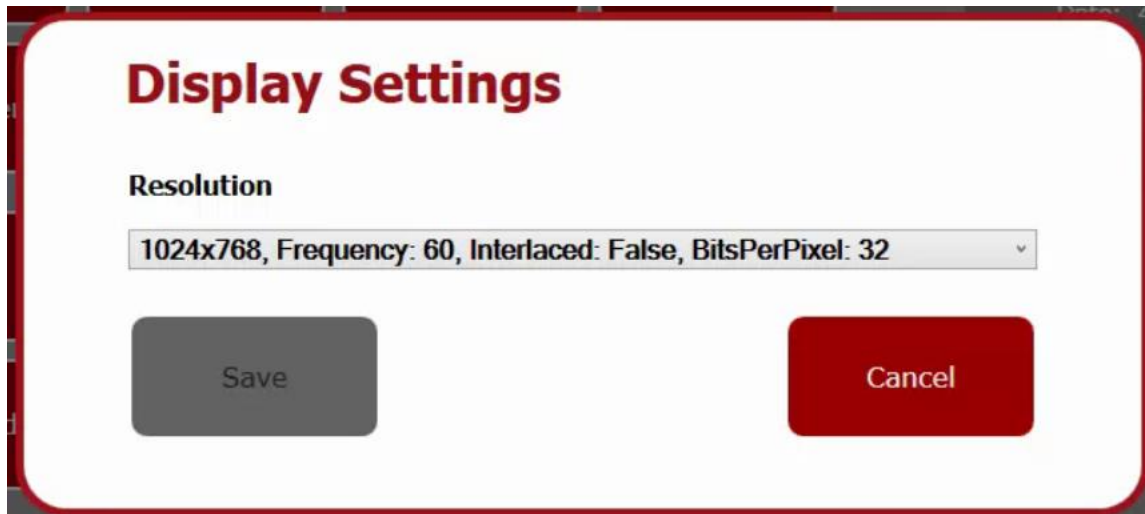 Display Settings
Resolution
1024x768, Frequency: 60, Interlaced: False, BitsPerPixel: 32
Save
Cancel